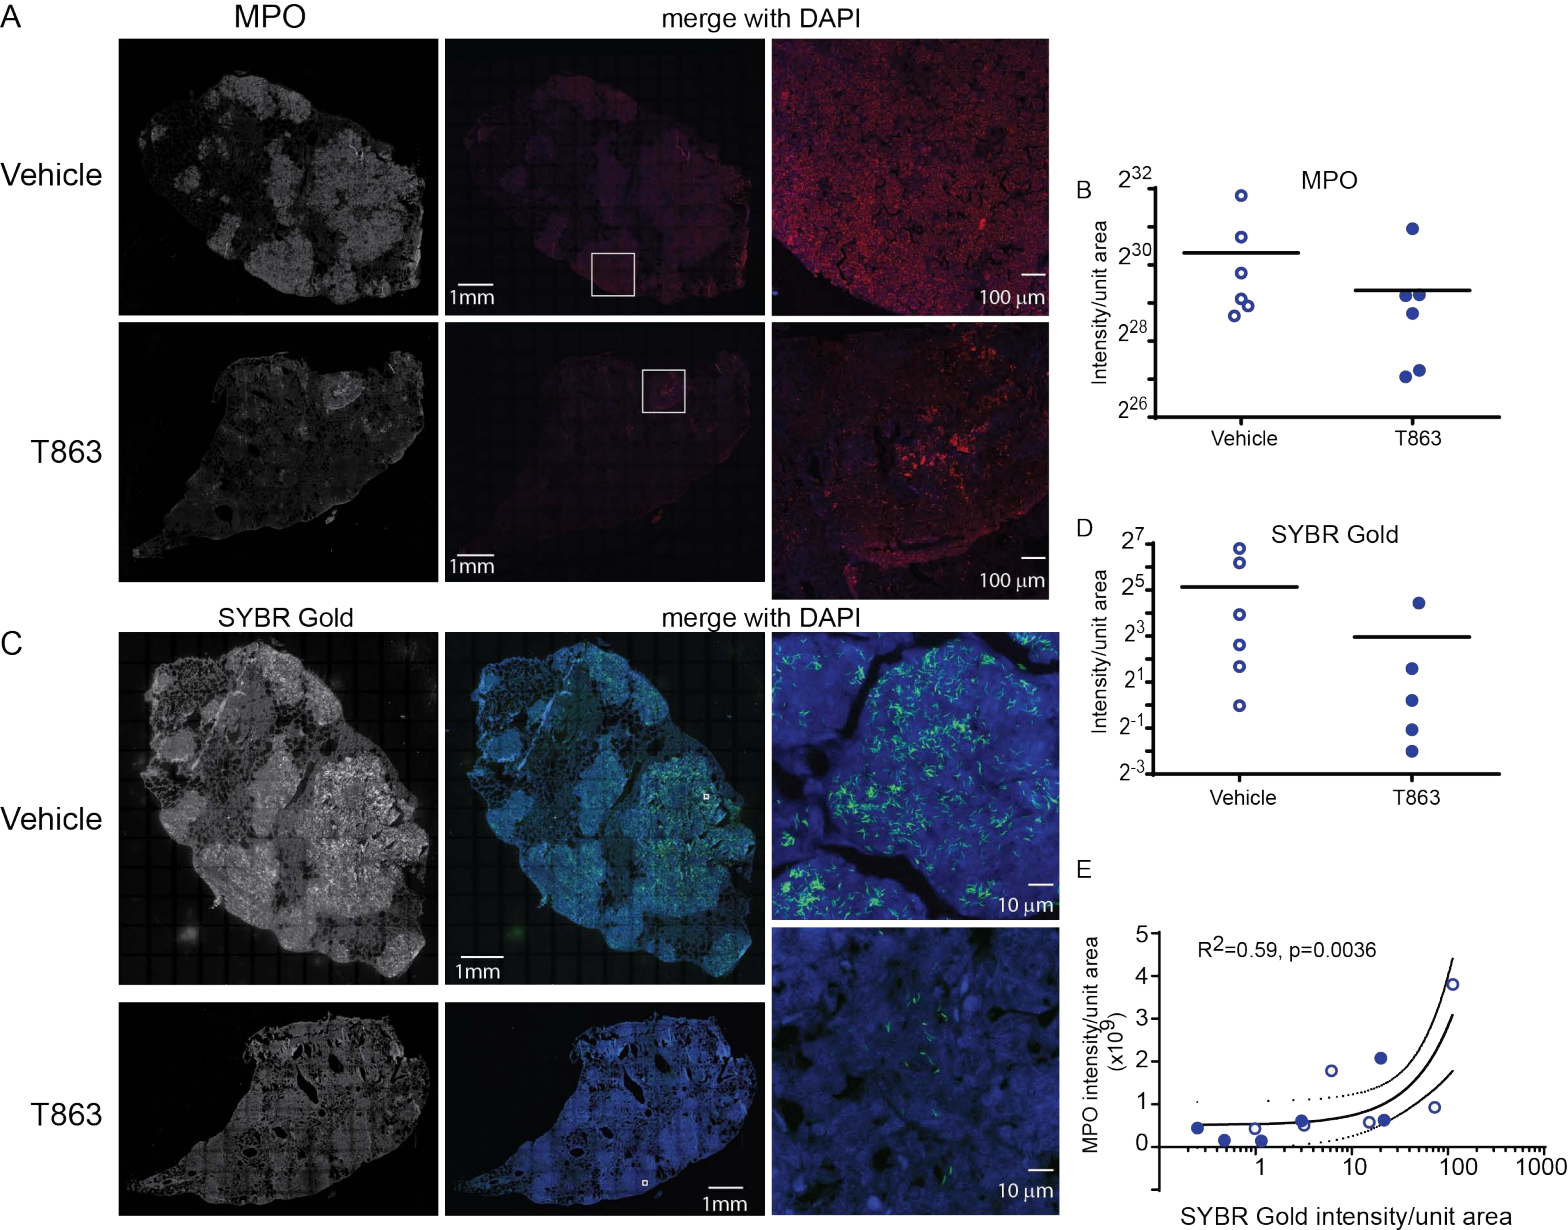 A
MPO
merge with DAPI
Vehicle
1mm
100 μm
T863
1mm
100 μm
B
MPO
Intensity/unit area
2^32
2^30
2^28
2^26
Vehicle
T863
C
SYBR Gold
merge with DAPI
Vehicle
1mm
10 μm
T863
1mm
10 μm
D
SYBR Gold
Intensity/unit area
2^7
2^5
2^3
2^1
2^-1
2^-3
Vehicle
T863
E
R^2=0.59, p=0.0036
MPO intensity/unit area
(x10^9)
5
4
3
2
1
0
1 10 100 1000
SYBR Gold intensity/unit area